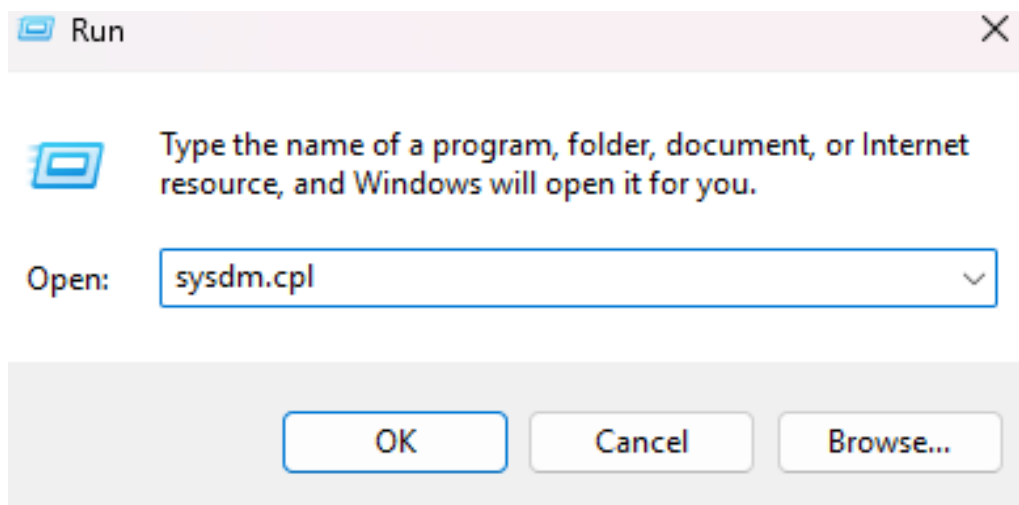 Run
Type the name of a program, folder, document, or Internet
resource, and Windows will open it for you.
Open: sysdm.cpl
OK Cancel Browse...